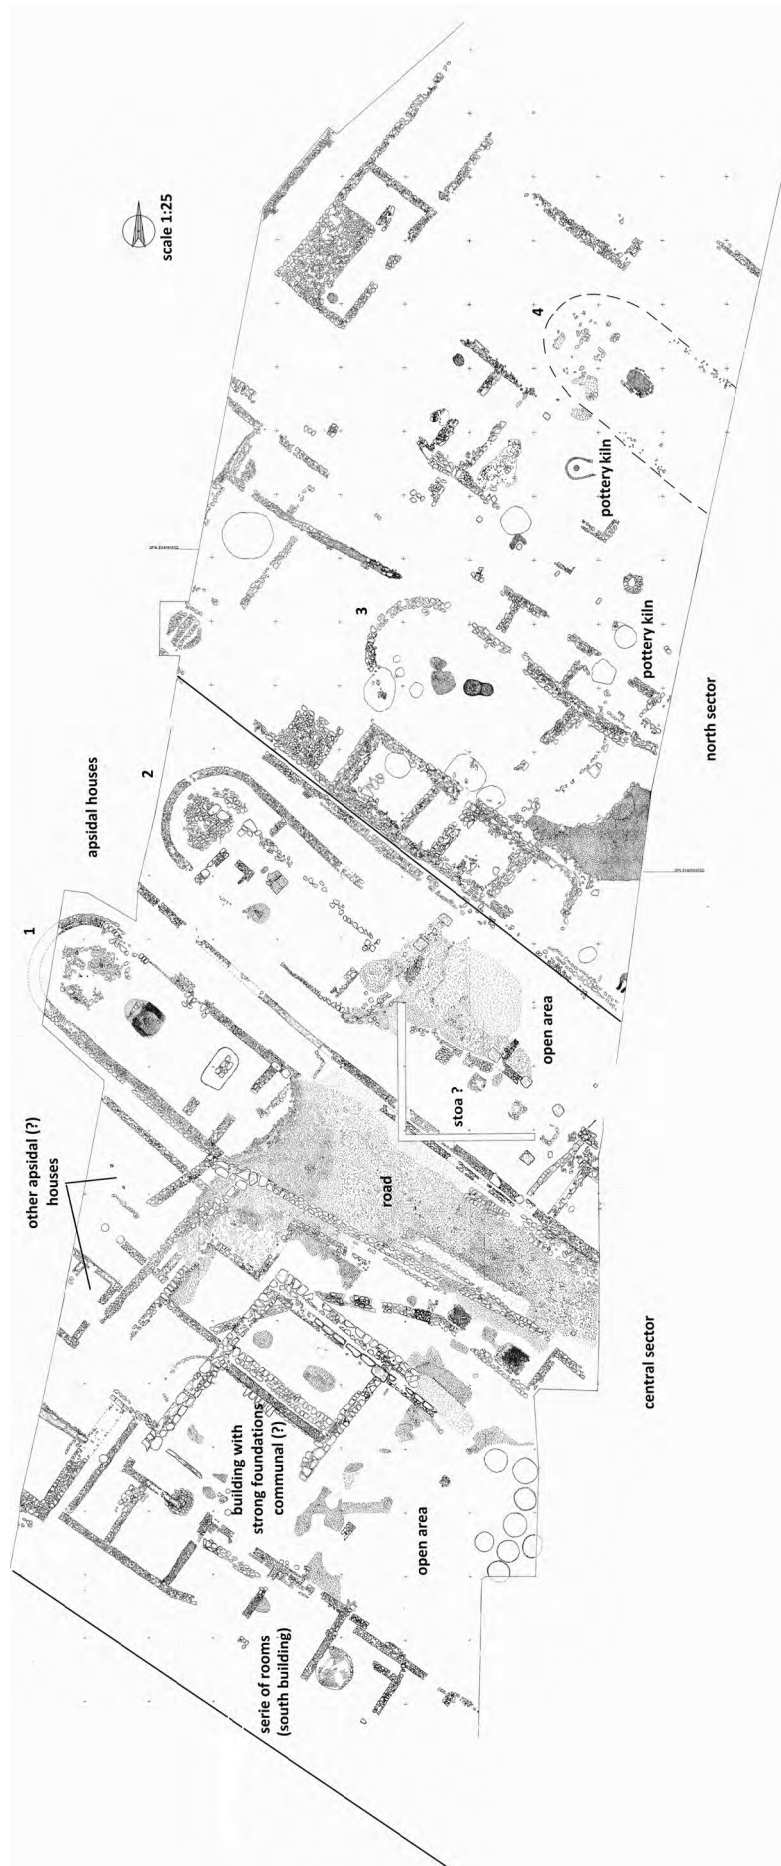 other apsidal (?)
houses
1
apsidal houses
2
scale 1:25
serie of rooms
(south building)
building with
strong foundations
communal (?)
3
road
open area
stoa ?
4
open area
pottery kiln
pottery kiln
central sector
north sector